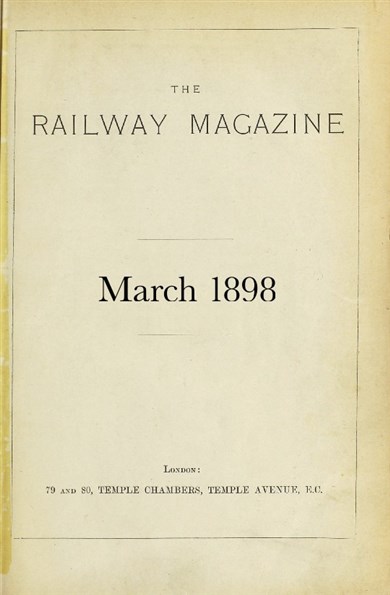 THE
RAILWAY MAGAZINE
March 1898
LONDON:
79 AND 80, TEMPLE CHAMBERS, TEMPLE AVENUE, E.C.